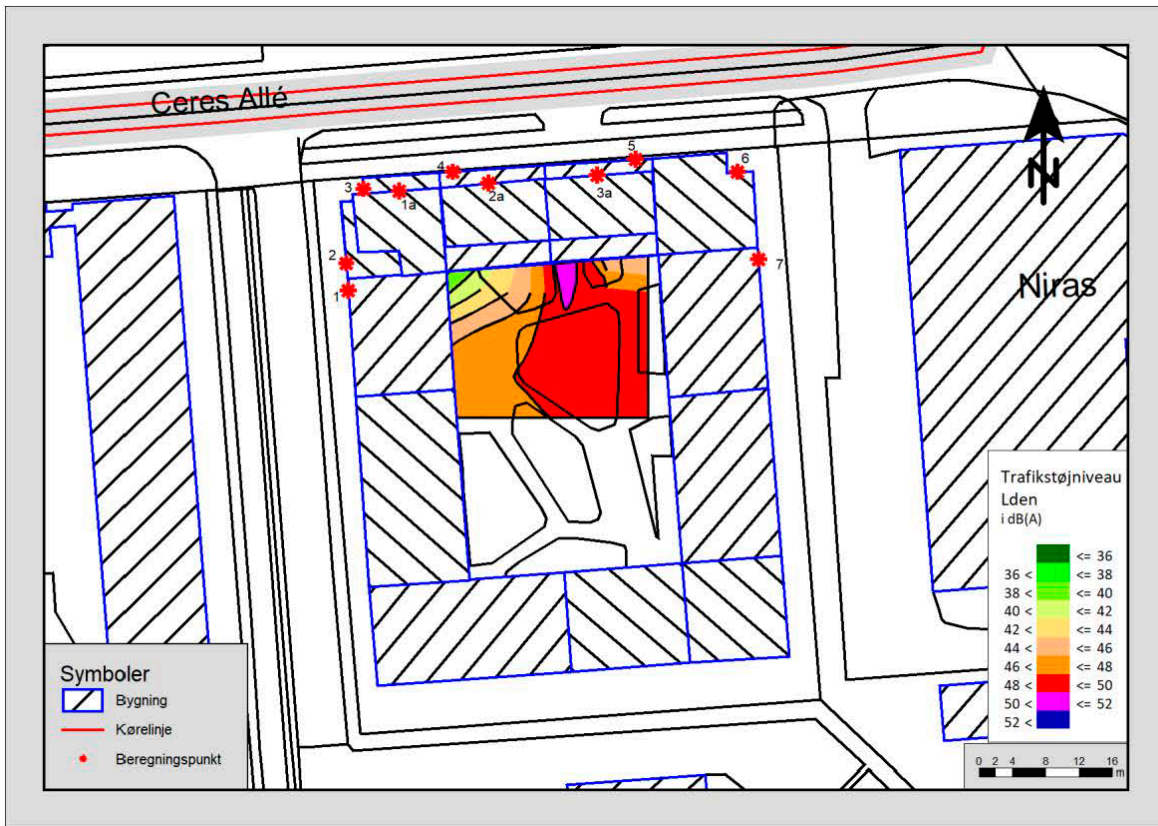 Ceres Allé
N
5
4
6
3
1a
2a
3a
2
7
1
Niras
Trafikstøjniveau
Lden
i dB(A)
<= 36
36 < <= 38
38 < <= 40
40 < <= 42
42 < <= 44
44 < <= 46
46 < <= 48
48 < <= 50
50 < <= 52
52 <
Symboler
Bygning
Kørelinje
Beregningspunkt
0 2 4 8 12 16
m